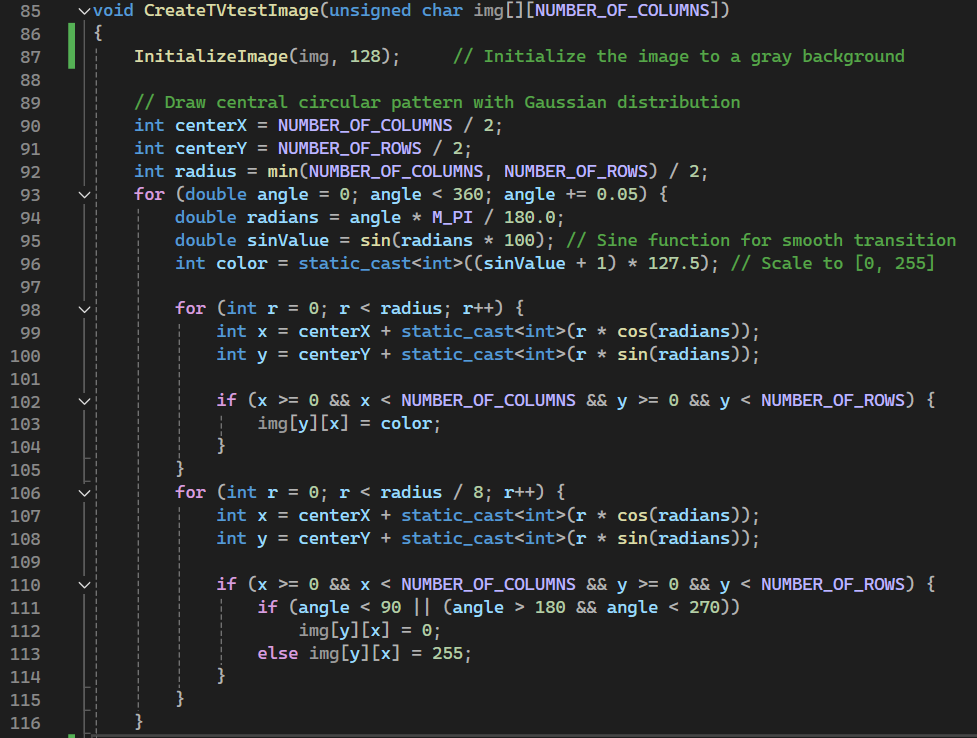 85 void CreateTVtestImage(unsigned char img[][NUMBER_OF_COLUMNS])
86 {
87 InitializeImage(img, 128); // Initialize the image to a gray background
88
89 // Draw central circular pattern with Gaussian distribution
90 int centerX = NUMBER_OF_COLUMNS / 2;
91 int centerY = NUMBER_OF_ROWS / 2;
92 int radius = min(NUMBER_OF_COLUMNS, NUMBER_OF_ROWS) / 2;
93 for (double angle = 0; angle < 360; angle += 0.05) {
94 double radians = angle * M_PI / 180.0;
95 double sinValue = sin(radians * 100); // Sine function for smooth transition
96 int color = static_cast<int>((sinValue + 1) * 127.5); // Scale to [0, 255]
97
98 for (int r = 0; r < radius; r++) {
99 int x = centerX + static_cast<int>(r * cos(radians));
100 int y = centerY + static_cast<int>(r * sin(radians));
101
102 if (x >= 0 && x < NUMBER_OF_COLUMNS && y >= 0 && y < NUMBER_OF_ROWS) {
103 img[y][x] = color;
104 }
105 }
106 for (int r = 0; r < radius / 8; r++) {
107 int x = centerX + static_cast<int>(r * cos(radians));
108 int y = centerY + static_cast<int>(r * sin(radians));
109
110 if (x >= 0 && x < NUMBER_OF_COLUMNS && y >= 0 && y < NUMBER_OF_ROWS) {
111 if (angle < 90 || (angle > 180 && angle < 270))
112 img[y][x] = 0;
113 else img[y][x] = 255;
114 }
115 }
116 }